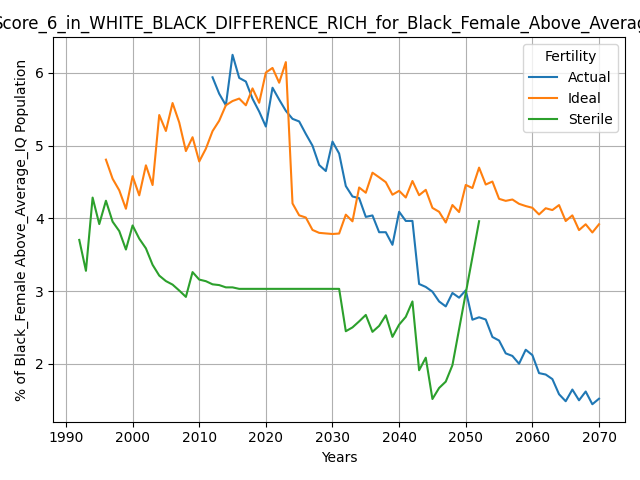 Score_6_in_WHITE_BLACK_DIFFERENCE_RICH_for_Black_Female_Above_Averag
% of Black_Female Above_Average_IQ Population
6
5
4
3
2
Fertility
Actual
Ideal
Sterile
1990 2000 2010 2020 2030 2040 2050 2060 2070
Years